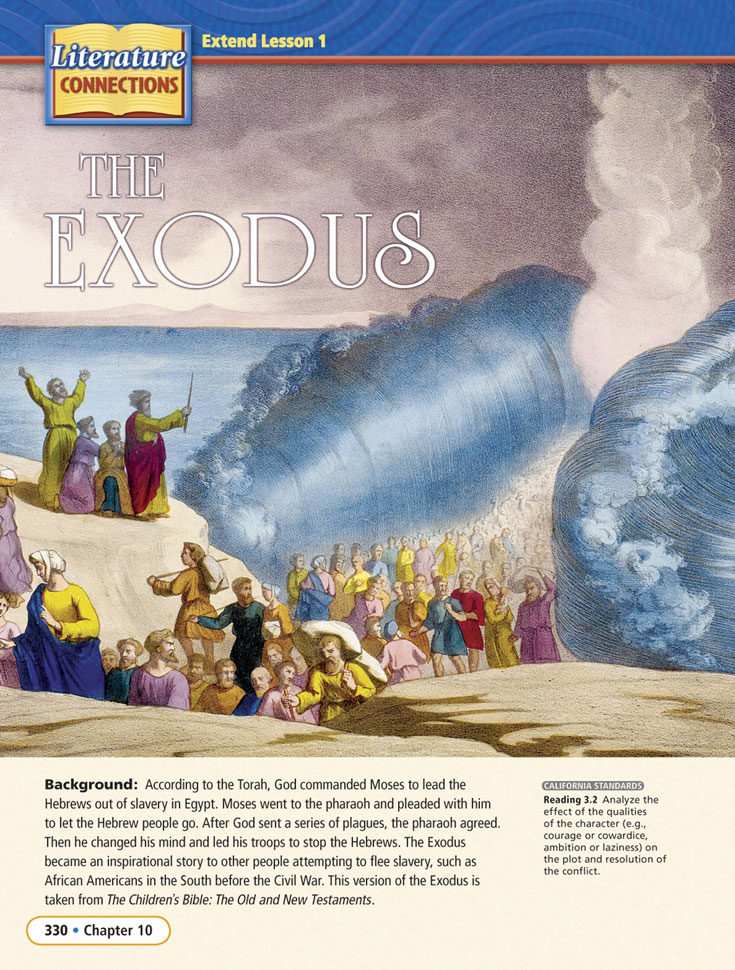 Literature
CONNECTIONS
Extend Lesson 1
THE
EXODUS
Background: According to the Torah, God commanded Moses to lead the
Hebrews out of slavery in Egypt. Moses went to the pharaoh and pleaded with him
to let the Hebrew people go. After God sent a series of plagues, the pharaoh agreed.
Then he changed his mind and led his troops to stop the Hebrews. The Exodus
became an inspirational story to other people attempting to flee slavery, such as
African Americans in the South before the Civil War. This version of the Exodus is
taken from The Children's Bible: The Old and New Testaments.
CALIFORNIA STANDARDS
Reading 3.2 Analyze the
effect of the qualities
of the character (e.g.,
courage or cowardice,
ambition or laziness) on
the plot and resolution of
the conflict.
330 • Chapter 10